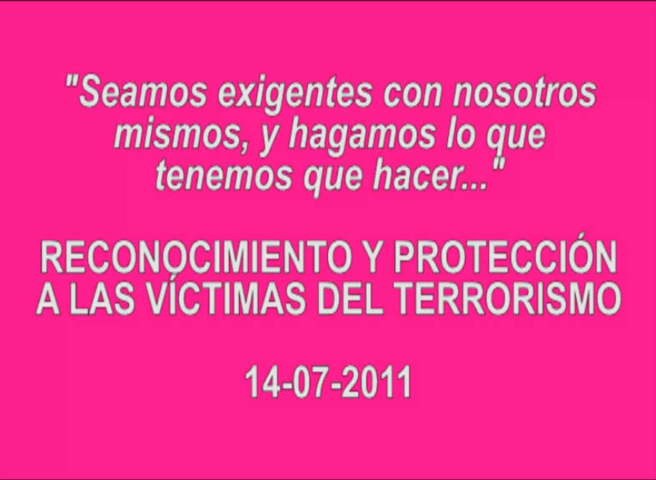 "Seamos exigentes con nosotros
mismos, y hagamos lo que
tenemos que hacer..."
RECONOCIMIENTO Y PROTECCIÓN
A LAS VÍCTIMAS DEL TERRORISMO
14-07-2011